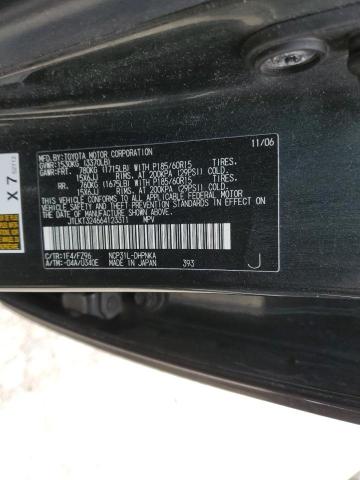 MFD.BY:TOYOTA MOTOR CORPORATION 11/06
GVWR:1530KG (3370LB)
GAWR:FRT. 780KG (1715LB) WITH P185/60R15 TIRES.
15X6JJ RIMS, AT 200KPA (29PSI) COLD.
RR. 760KG (1675LB) WITH P185/60R15 TIRES.
15X6JJ RIMS, AT 200KPA (29PSI) COLD.
THIS VEHICLE CONFORMS TO ALL APPLICABLE FEDERAL MOTOR
VEHICLE SAFETY AND THEFT PREVENTION STANDARDS IN EFFECT
ON THE DATE OF MANUFACTURE SHOWN ABOVE.
JTLKT324664123311 MPV
C/TR:1F4/FZ96 NCP31L-DHPNKA
A/TM:-04A/U340E MADE IN JAPAN 393 J
X 7